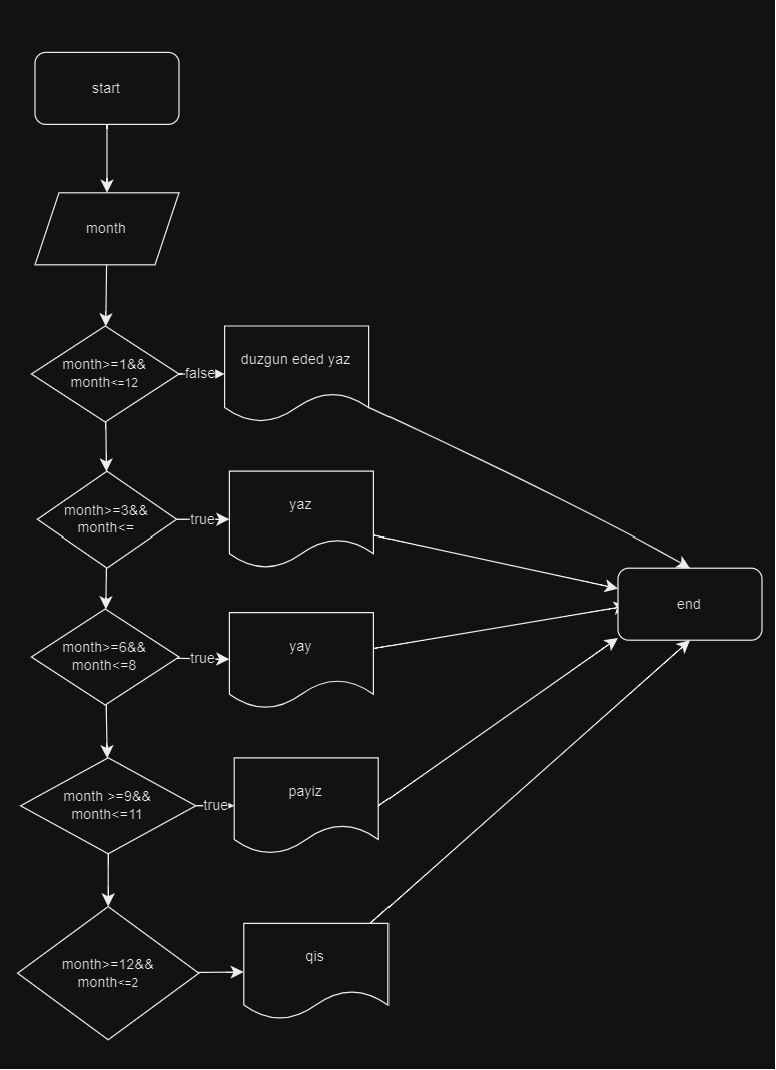 start
month
month>=1&&
month<=12
false
duzgun eded yaz
month>=3&&
month<=
true
yaz
end
month>=6&&
month<=8
true
yay
month >=9&&
month<=11
true
payiz
month>=12&&
month<=2
qis